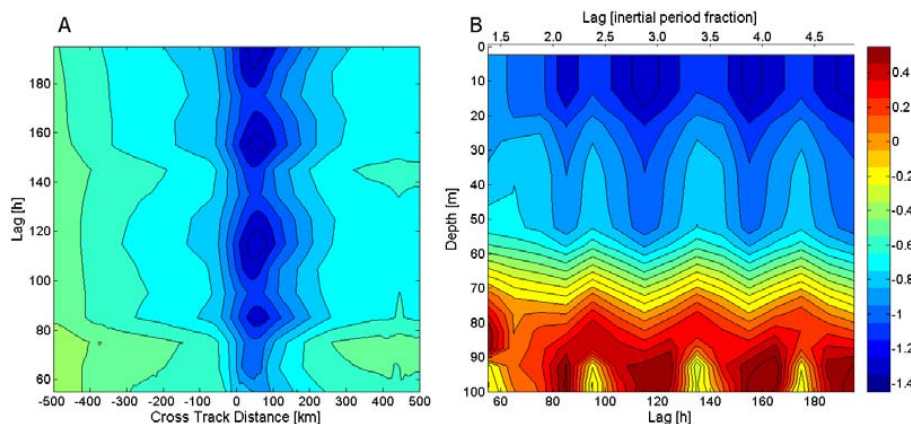 A
B
Lag [inertial period fraction]
1.5 2.1 2.6 3.0 3.4 4.0 4.5
180
160
140
120
100
80
60
Lag [h]
-500 -400 -300 -200 -100 0 100 200 300 400 500
Cross Track Distance [km]
0
10
20
30
40
50
60
70
80
90
100
Depth [m]
60 80 100 120 140 160 180
Lag [h]
0.4
0.2
0
-0.2
-0.4
-0.6
-0.8
-1
-1.2
-1.4